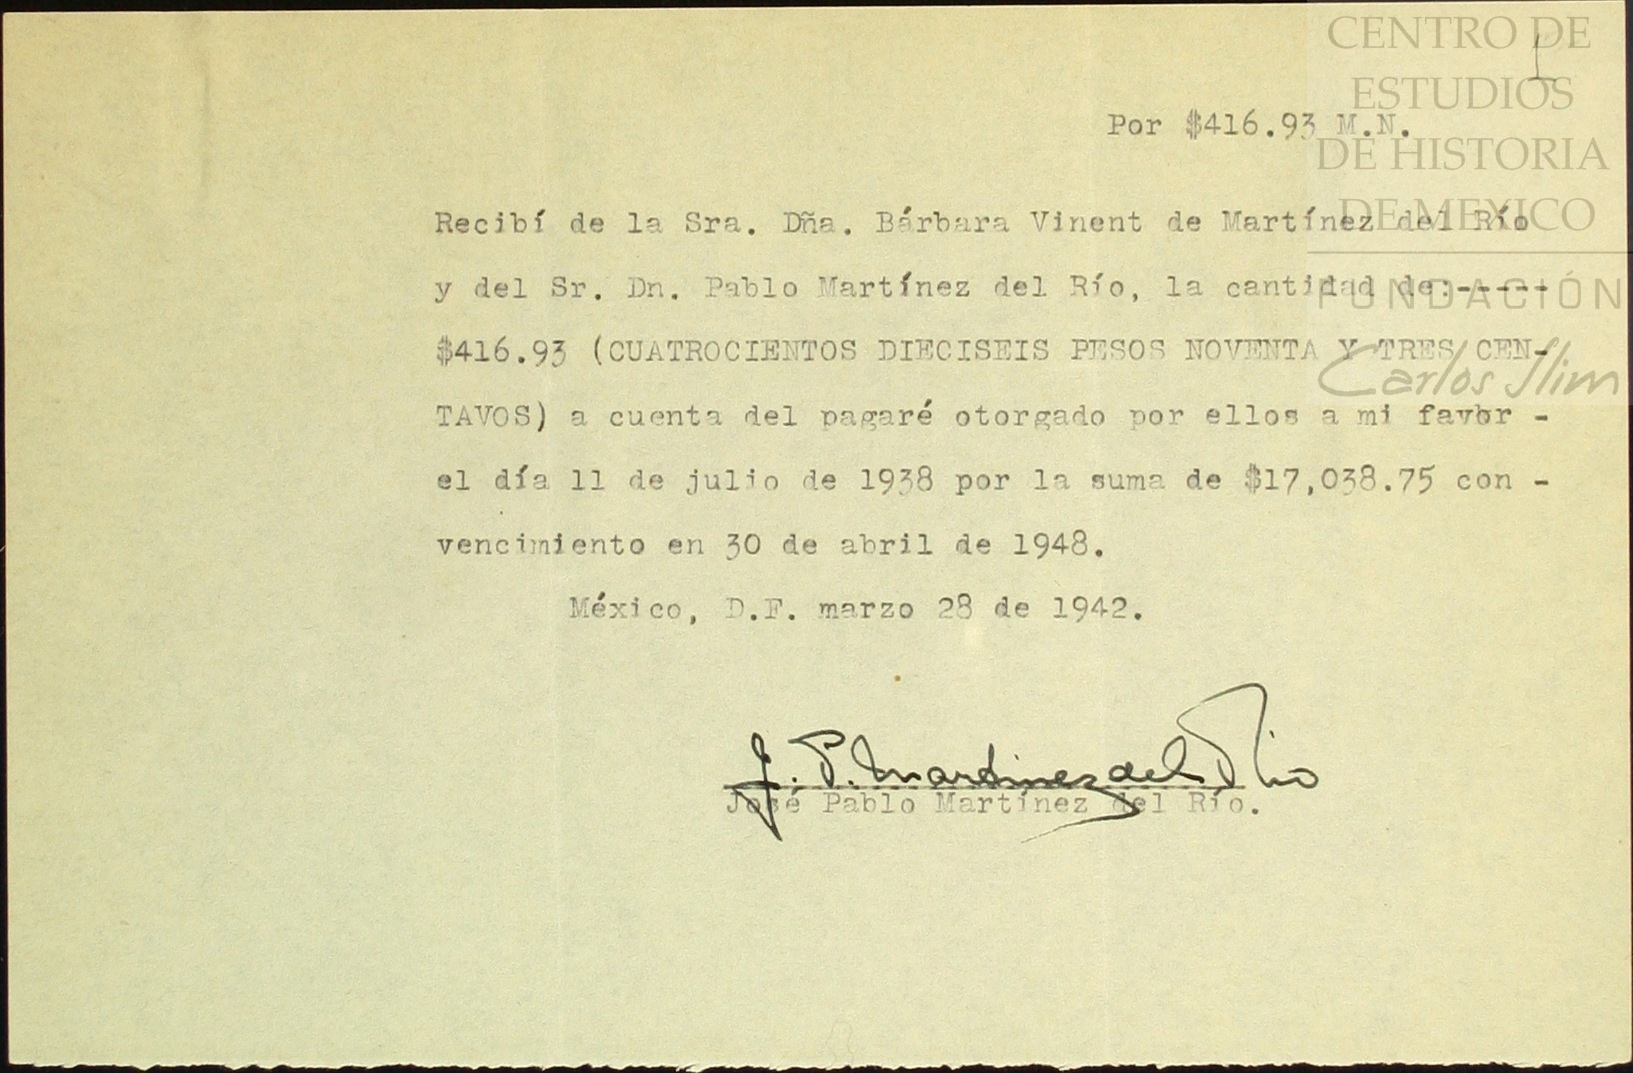 CENTRO DE
ESTUDIOS
DE HISTORIA
DE MEXICO
FUNDACIÓN
Carlos Slim
Por $416.93 M.N.
Recibí de la Sra. Dña. Bárbara Vinent de Martínez del Río
y del Sr. Dn. Pablo Martínez del Río, la cantidad de:-----
$416.93 (CUATROCIENTOS DIECISEIS PESOS NOVENTA Y TRES CEN-
TAVOS) a cuenta del pagaré otorgado por ellos a mi favor -
el día 11 de julio de 1938 por la suma de $17,038.75 con -
vencimiento en 30 de abril de 1948.
México, D.F. marzo 28 de 1942.
J. P. Martinez del Rio
José Pablo Martínez del Río.